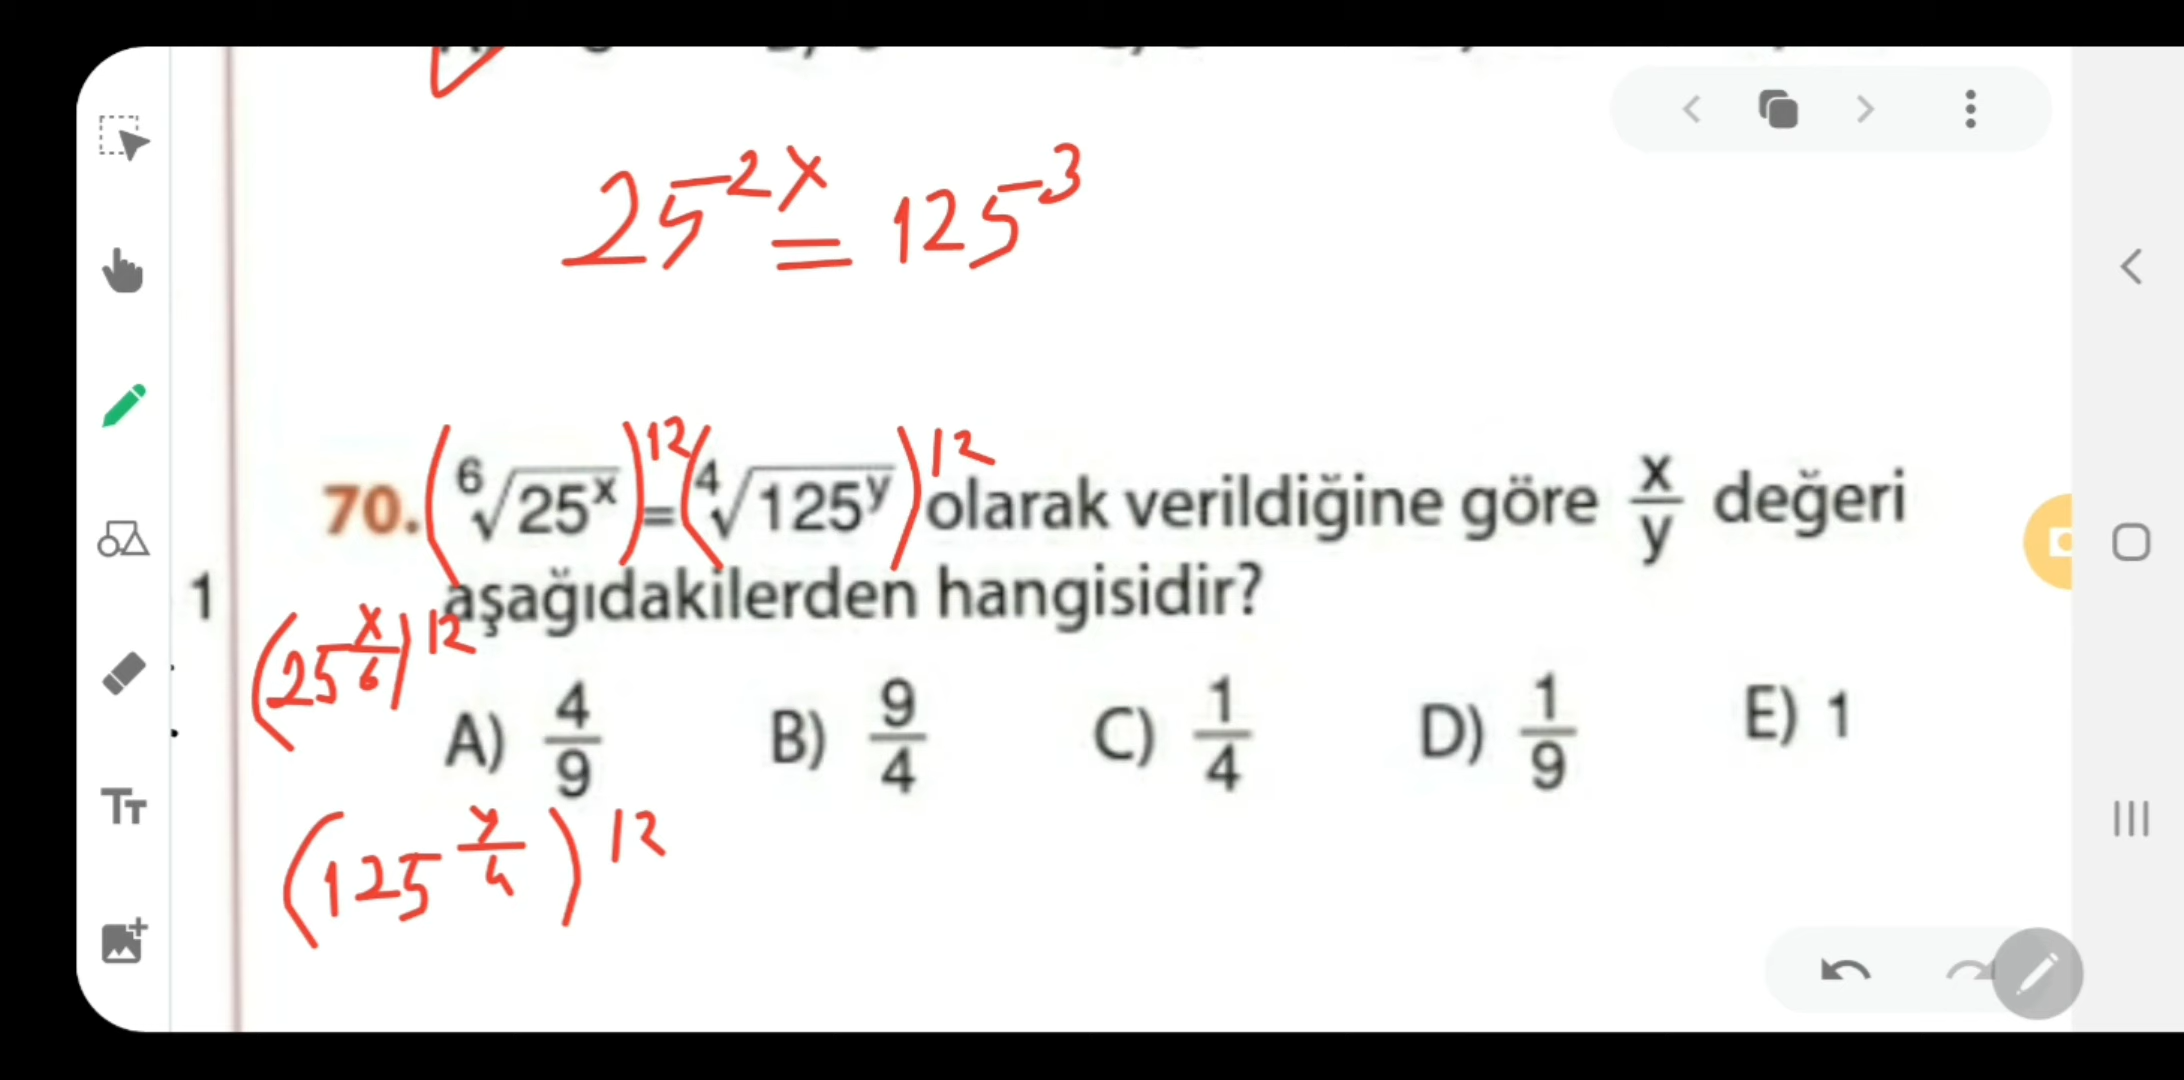 25^-2x = 125^-3
70. (⁶√25^x)^12 = (⁴√125^y)^12 olarak verildiğine göre x/y değeri
1
aşağıdakilerden hangisidir?
(25^x/6)^12
A) 4/9 B) 9/4 C) 1/4 D) 1/9 E) 1
(125^y/4)^12
TT